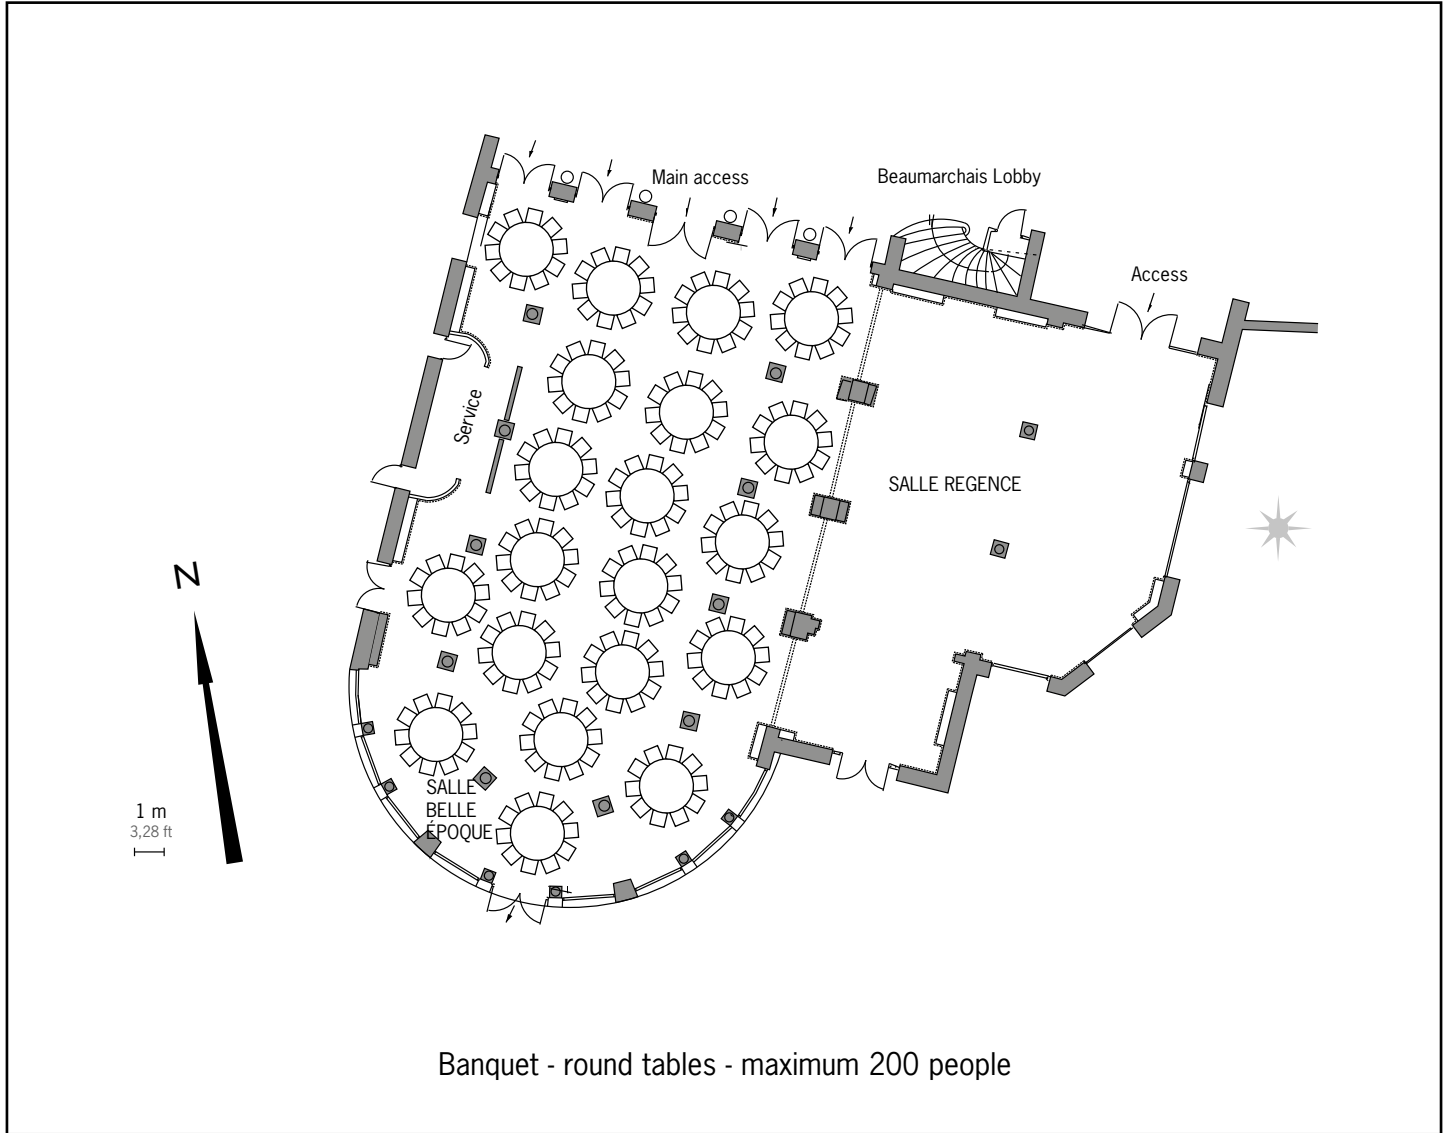 Main access
Beaumarchais Lobby
Access
Service
SALLE REGENCE
N
SALLE
BELLE
ÉPOQUE
1 m
3,28 ft
Banquet - round tables - maximum 200 people